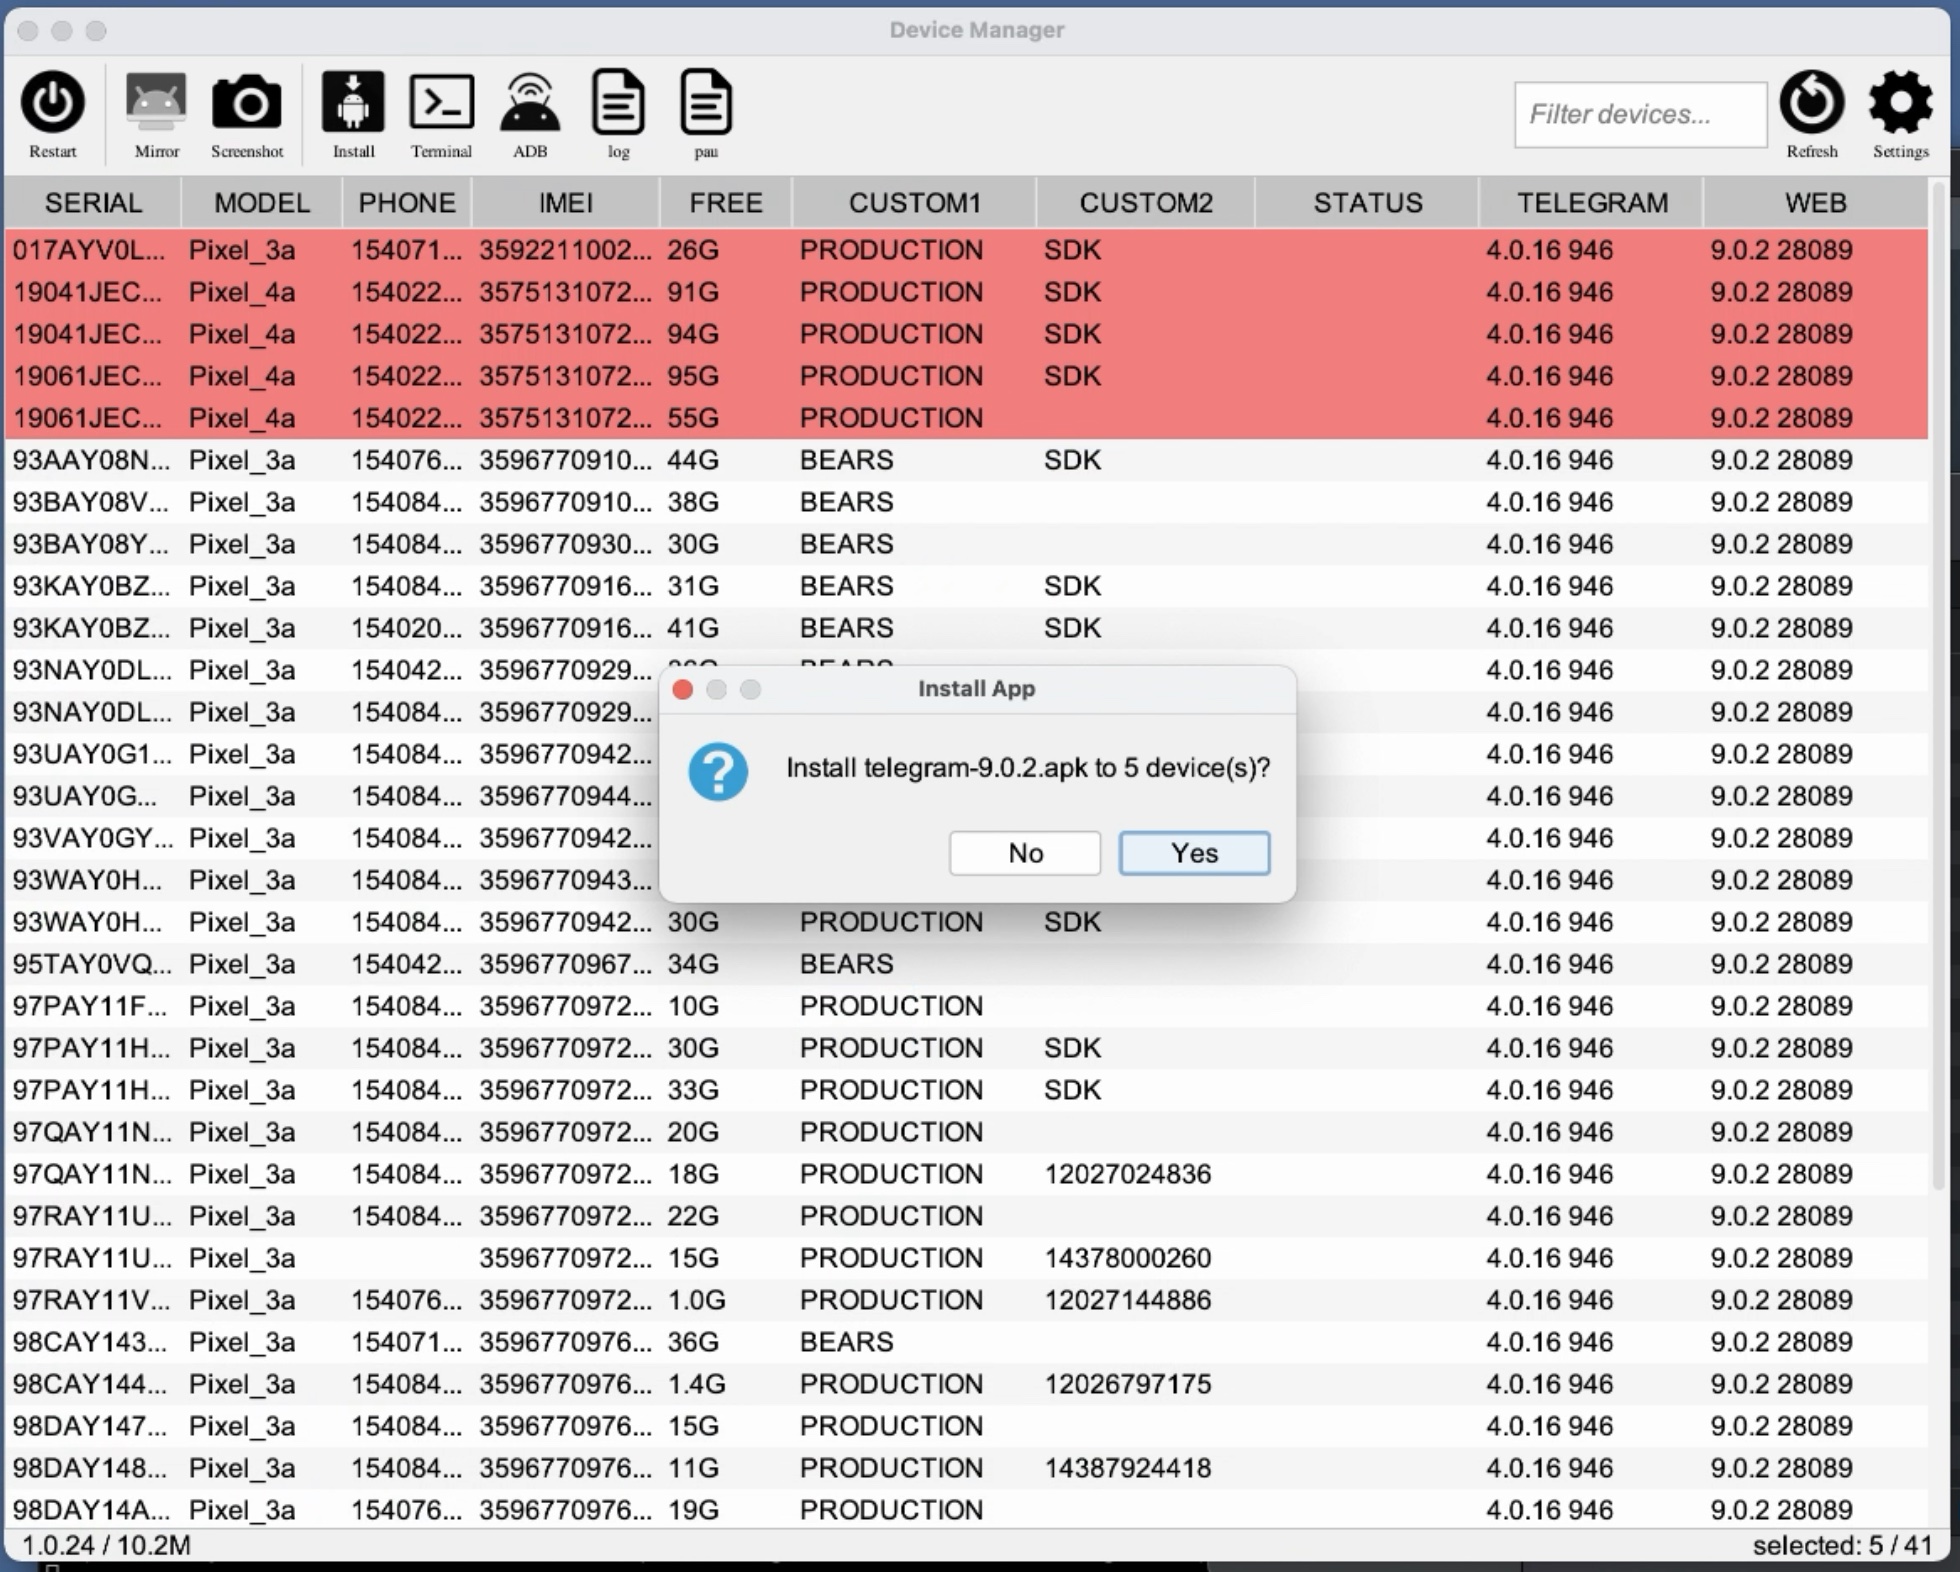 Device Manager
Restart Mirror Screenshot Install Terminal ADB log pau Filter devices... Refresh Settings
SERIAL MODEL PHONE IMEI FREE CUSTOM1 CUSTOM2 STATUS TELEGRAM WEB
017AYV0L... Pixel_3a 154071... 3592211002... 26G PRODUCTION SDK 4.0.16 946 9.0.2 28089
19041JEC... Pixel_4a 154022... 3575131072... 91G PRODUCTION SDK 4.0.16 946 9.0.2 28089
19041JEC... Pixel_4a 154022... 3575131072... 94G PRODUCTION SDK 4.0.16 946 9.0.2 28089
19061JEC... Pixel_4a 154022... 3575131072... 95G PRODUCTION SDK 4.0.16 946 9.0.2 28089
19061JEC... Pixel_4a 154022... 3575131072... 55G PRODUCTION 4.0.16 946 9.0.2 28089
93AAY08N... Pixel_3a 154076... 3596770910... 44G BEARS SDK 4.0.16 946 9.0.2 28089
93BAY08V... Pixel_3a 154084... 3596770910... 38G BEARS 4.0.16 946 9.0.2 28089
93BAY08Y... Pixel_3a 154084... 3596770930... 30G BEARS 4.0.16 946 9.0.2 28089
93KAY0BZ... Pixel_3a 154084... 3596770916... 31G BEARS SDK 4.0.16 946 9.0.2 28089
93KAY0BZ... Pixel_3a 154020... 3596770916... 41G BEARS SDK 4.0.16 946 9.0.2 28089
93NAY0DL... Pixel_3a 154042... 3596770929... BEARS 4.0.16 946 9.0.2 28089
93NAY0DL... Pixel_3a 154084... 3596770929... 4.0.16 946 9.0.2 28089
93UAY0G1... Pixel_3a 154084... 3596770942... 4.0.16 946 9.0.2 28089
93UAY0G... Pixel_3a 154084... 3596770944... 4.0.16 946 9.0.2 28089
93VAY0GY... Pixel_3a 154084... 3596770942... 4.0.16 946 9.0.2 28089
93WAY0H... Pixel_3a 154084... 3596770943... 4.0.16 946 9.0.2 28089
Install App
Install telegram-9.0.2.apk to 5 device(s)?
No Yes
93WAY0H... Pixel_3a 154084... 3596770942... 30G PRODUCTION SDK 4.0.16 946 9.0.2 28089
95TAY0VQ... Pixel_3a 154042... 3596770967... 34G BEARS 4.0.16 946 9.0.2 28089
97PAY11F... Pixel_3a 154084... 3596770972... 10G PRODUCTION 4.0.16 946 9.0.2 28089
97PAY11H... Pixel_3a 154084... 3596770972... 30G PRODUCTION SDK 4.0.16 946 9.0.2 28089
97PAY11H... Pixel_3a 154084... 3596770972... 33G PRODUCTION SDK 4.0.16 946 9.0.2 28089
97QAY11N... Pixel_3a 154084... 3596770972... 20G PRODUCTION 4.0.16 946 9.0.2 28089
97QAY11N... Pixel_3a 154084... 3596770972... 18G PRODUCTION 12027024836 4.0.16 946 9.0.2 28089
97RAY11U... Pixel_3a 154084... 3596770972... 22G PRODUCTION 4.0.16 946 9.0.2 28089
97RAY11U... Pixel_3a 3596770972... 15G PRODUCTION 14378000260 4.0.16 946 9.0.2 28089
97RAY11V... Pixel_3a 154076... 3596770972... 1.0G PRODUCTION 12027144886 4.0.16 946 9.0.2 28089
98CAY143... Pixel_3a 154071... 3596770976... 36G BEARS 4.0.16 946 9.0.2 28089
98CAY144... Pixel_3a 154084... 3596770976... 1.4G PRODUCTION 12026797175 4.0.16 946 9.0.2 28089
98DAY147... Pixel_3a 154084... 3596770976... 15G PRODUCTION 4.0.16 946 9.0.2 28089
98DAY148... Pixel_3a 154084... 3596770976... 11G PRODUCTION 14387924418 4.0.16 946 9.0.2 28089
98DAY14A... Pixel_3a 154076... 3596770976... 19G PRODUCTION 4.0.16 946 9.0.2 28089
1.0.24 / 10.2M selected: 5 / 41